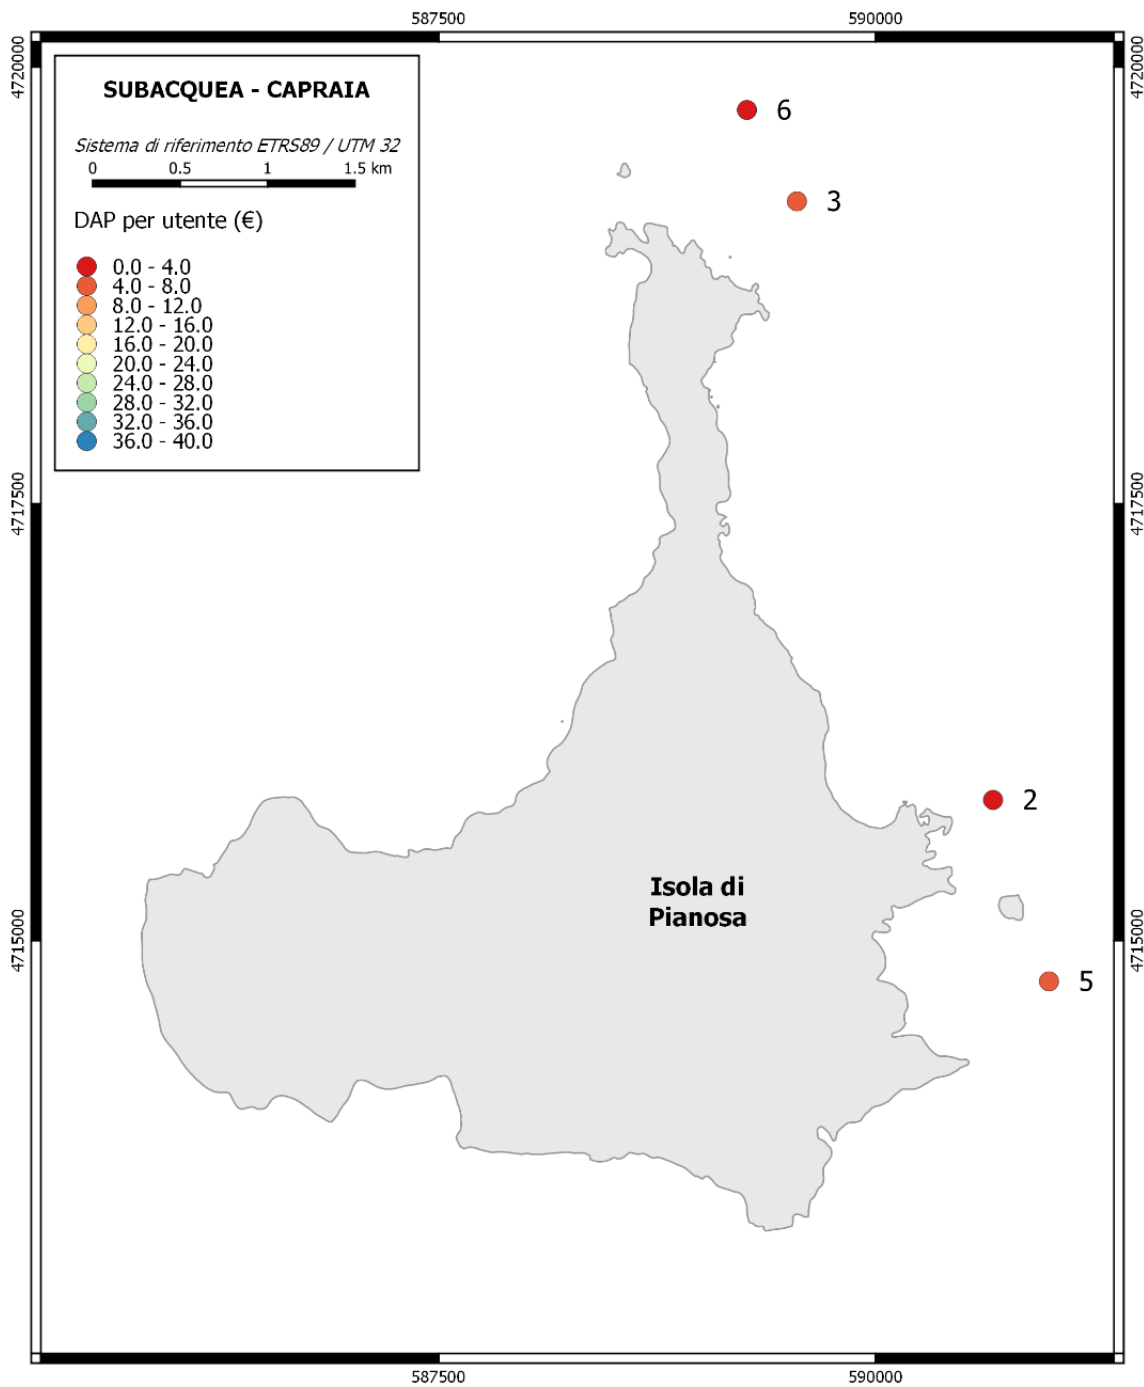 587500 590000
4720000 4720000
SUBACQUEA - CAPRAIA
Sistema di riferimento ETRS89 / UTM 32
0 0.5 1 1.5 km
DAP per utente (€)
0.0 - 4.0
4.0 - 8.0
8.0 - 12.0
12.0 - 16.0
16.0 - 20.0
20.0 - 24.0
24.0 - 28.0
28.0 - 32.0
32.0 - 36.0
36.0 - 40.0
6
3
4717500 4717500
2
Isola di
Pianosa
4715000 4715000
5
587500 590000